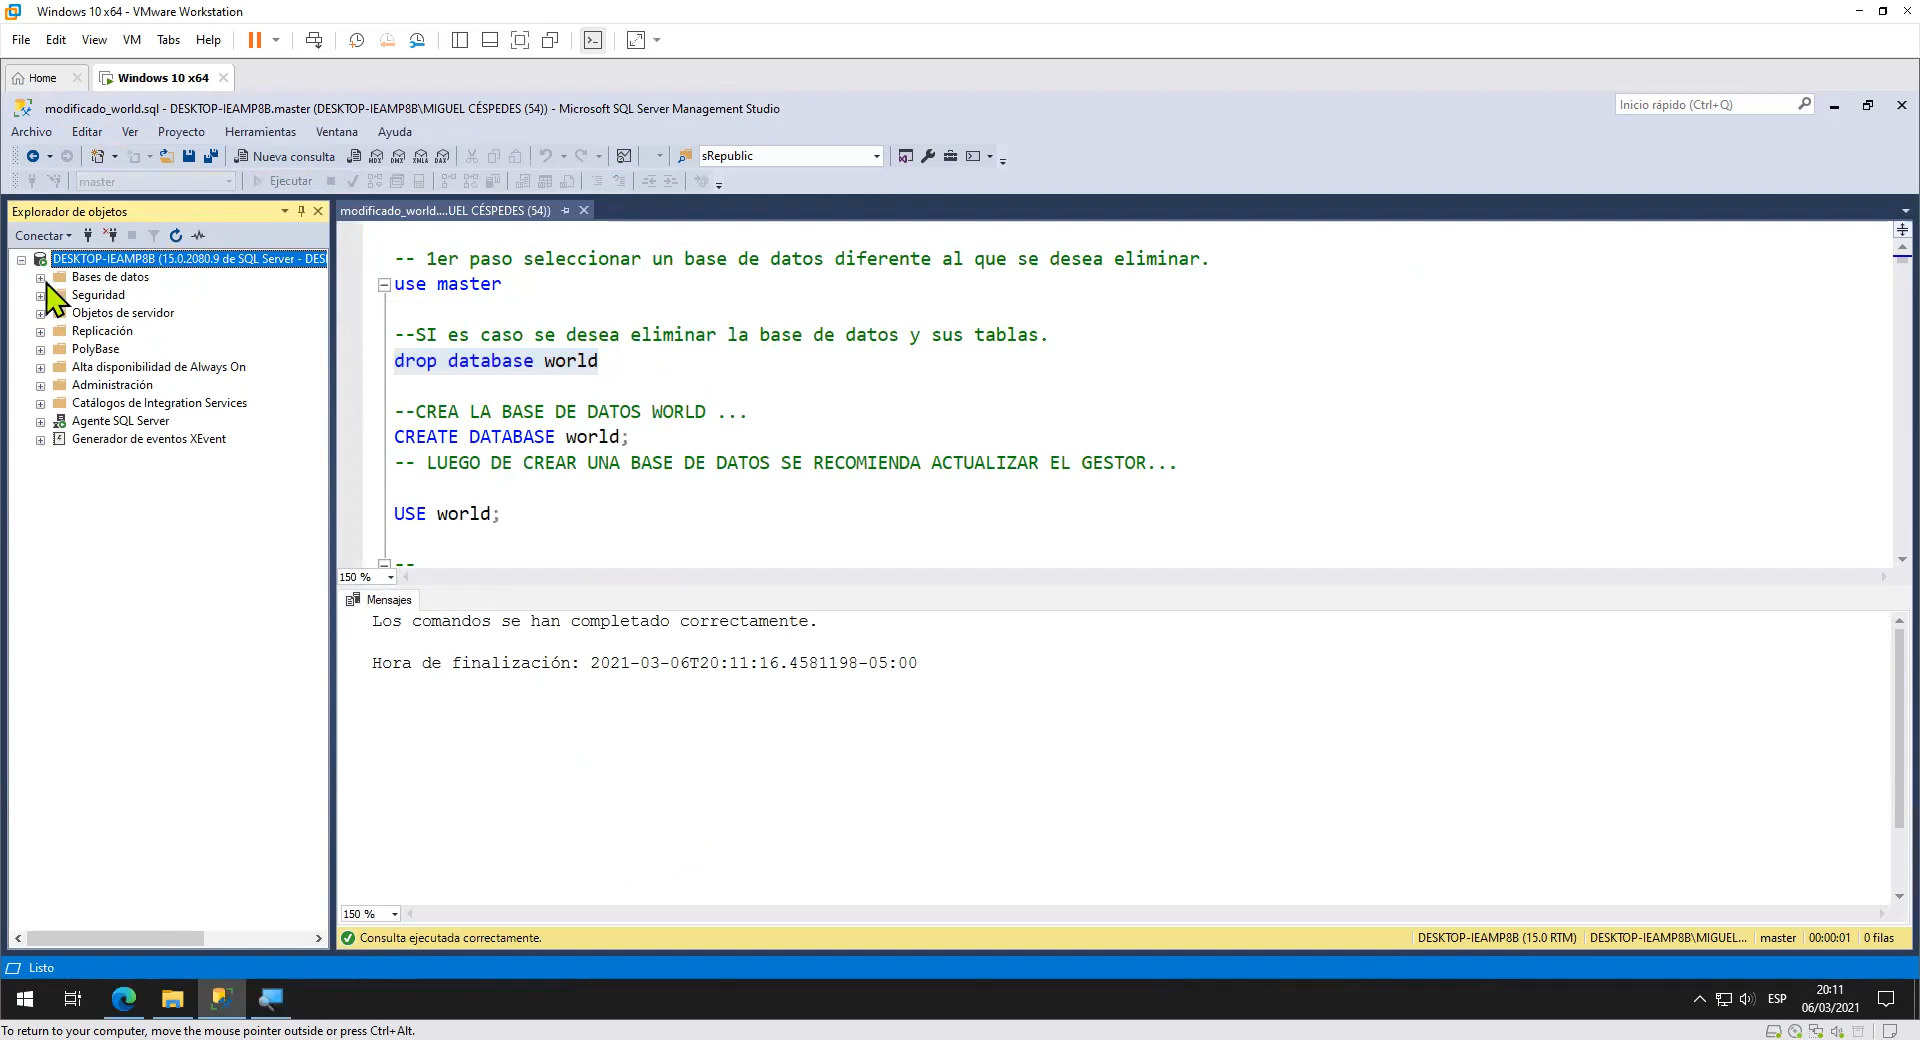 Windows 10 x64 - VMware Workstation
File Edit View VM Tabs Help
Home
Windows 10 x64
modificado_world.sql - DESKTOP-IEAMP8B.master (DESKTOP-IEAMP8B\MIGUEL CÉSPEDES (54)) - Microsoft SQL Server Management Studio
Inicio rápido (Ctrl+Q)
Archivo Editar Ver Proyecto Herramientas Ventana Ayuda
Nueva consulta MDX DMX XMLA DAX sRepublic
master Ejecutar
Explorador de objetos
modificado_world....UEL CÉSPEDES (54))
Conectar
DESKTOP-IEAMP8B (15.0.2080.9 de SQL Server - DES
Bases de datos
Seguridad
Objetos de servidor
Replicación
PolyBase
Alta disponibilidad de Always On
Administración
Catálogos de Integration Services
Agente SQL Server
Generador de eventos XEvent
-- 1er paso seleccionar un base de datos diferente al que se desea eliminar.
use master
--SI es caso se desea eliminar la base de datos y sus tablas.
drop database world
--CREA LA BASE DE DATOS WORLD ...
CREATE DATABASE world;
-- LUEGO DE CREAR UNA BASE DE DATOS SE RECOMIENDA ACTUALIZAR EL GESTOR...
USE world;
--
150 %
Mensajes
Los comandos se han completado correctamente.
Hora de finalización: 2021-03-06T20:11:16.4581198-05:00
150 %
Consulta ejecutada correctamente.
DESKTOP-IEAMP8B (15.0 RTM) DESKTOP-IEAMP8B\MIGUEL... master 00:00:01 0 filas
Listo
ESP
20:11
06/03/2021
To return to your computer, move the mouse pointer outside or press Ctrl+Alt.